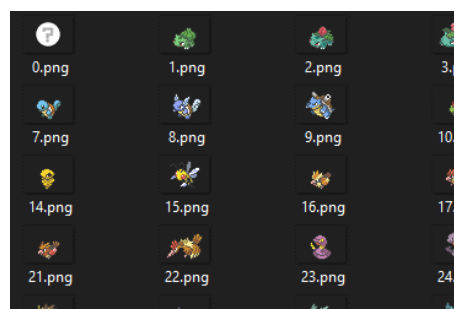 ?
0.png 1.png 2.png 3.
7.png 8.png 9.png 10.
14.png 15.png 16.png 17.
21.png 22.png 23.png 24.